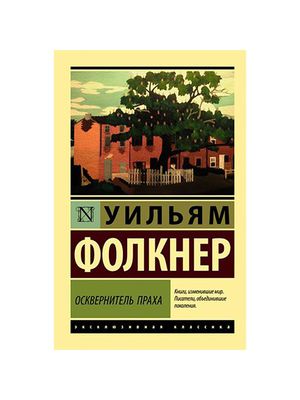 УИЛЬЯМ
ФОЛКНЕР
ОСКВЕРНИТЕЛЬ ПРАХА
Книги, изменившие мир.
Писатели, объединившие
поколения.
ЭКСКЛЮЗИВНАЯ КЛАССИКА